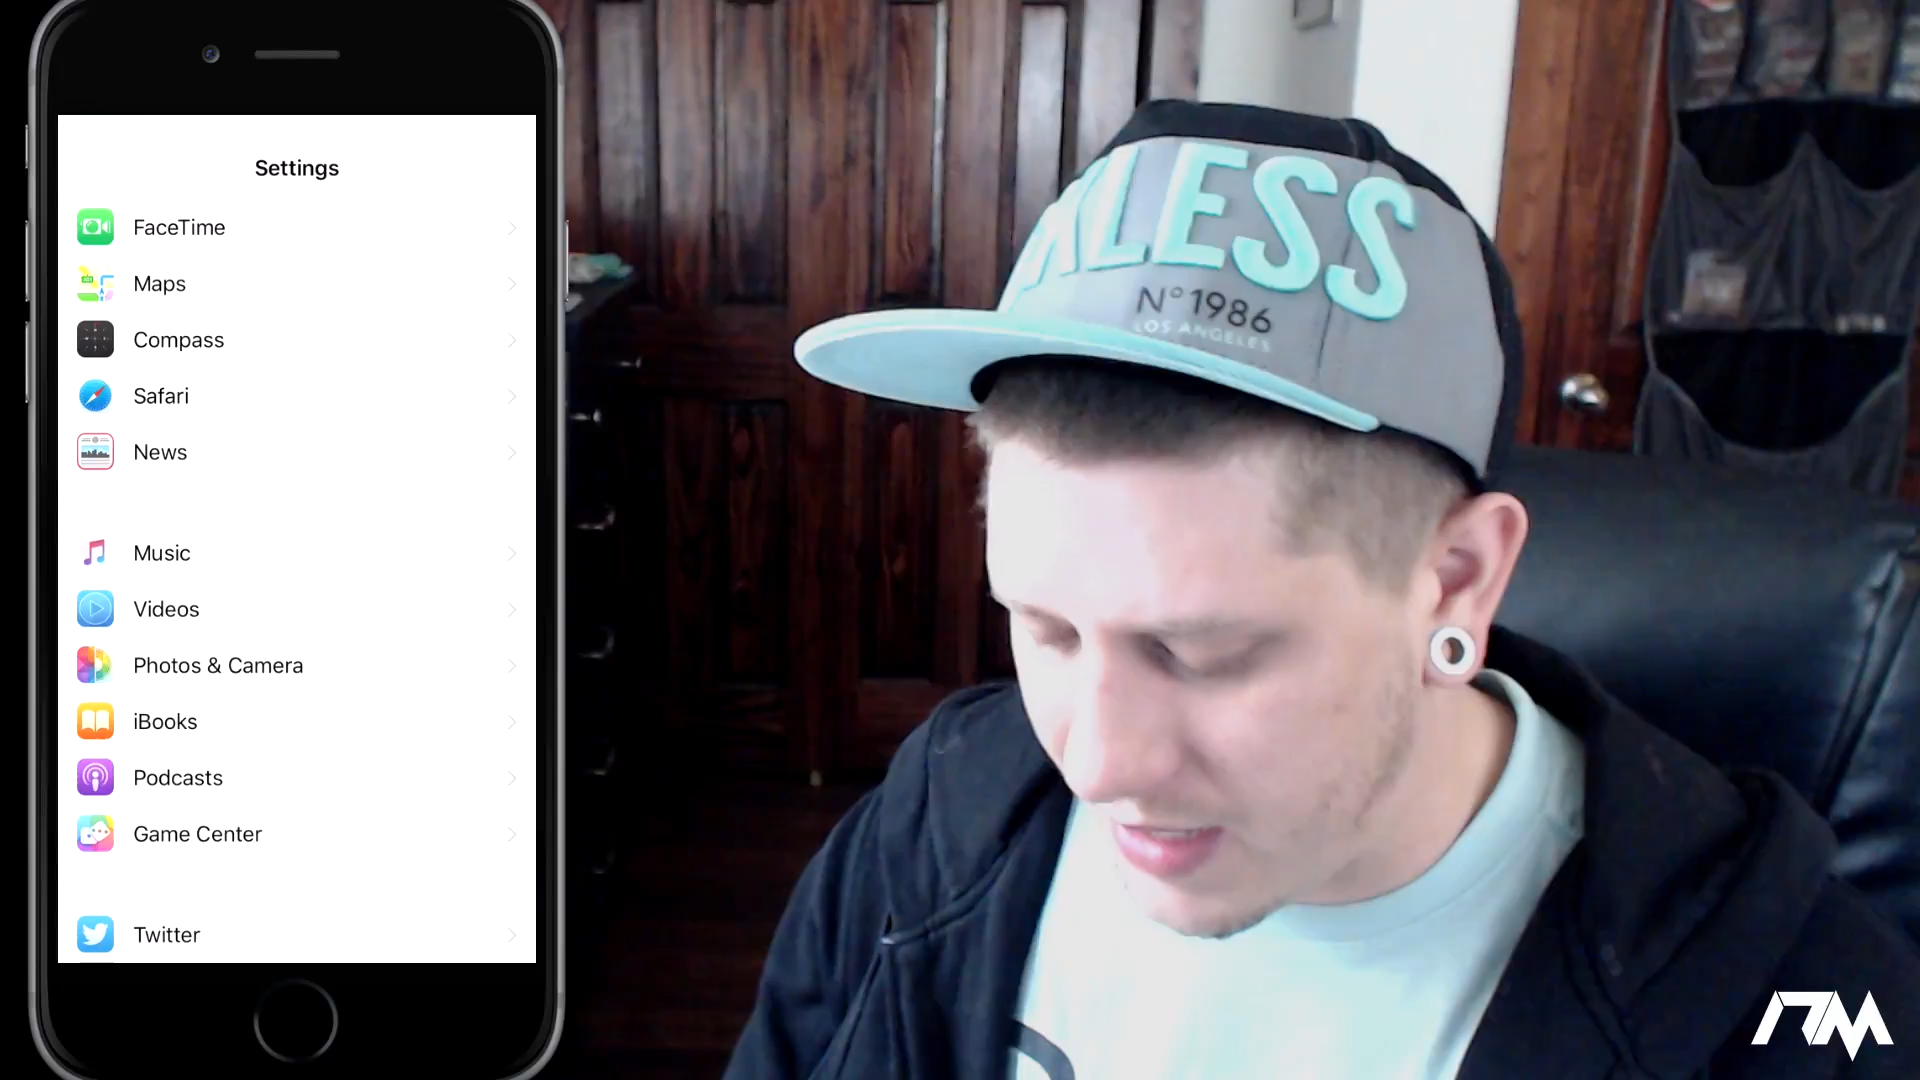 Settings
FaceTime
Maps
Compass
Safari
News
Music
Videos
Photos & Camera
iBooks
Podcasts
Game Center
Twitter
LESS
N° 1986
LOS ANGELES